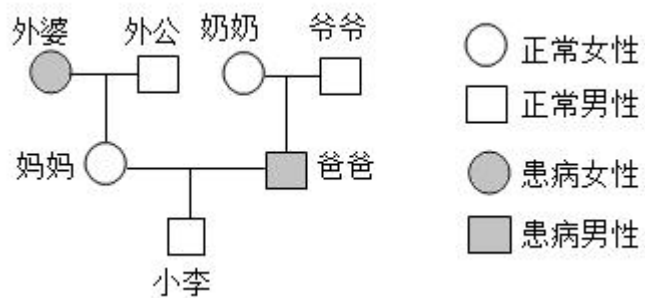 外婆 外公 奶奶 爷爷
正常女性
正常男性
妈妈 爸爸
患病女性
患病男性
小李